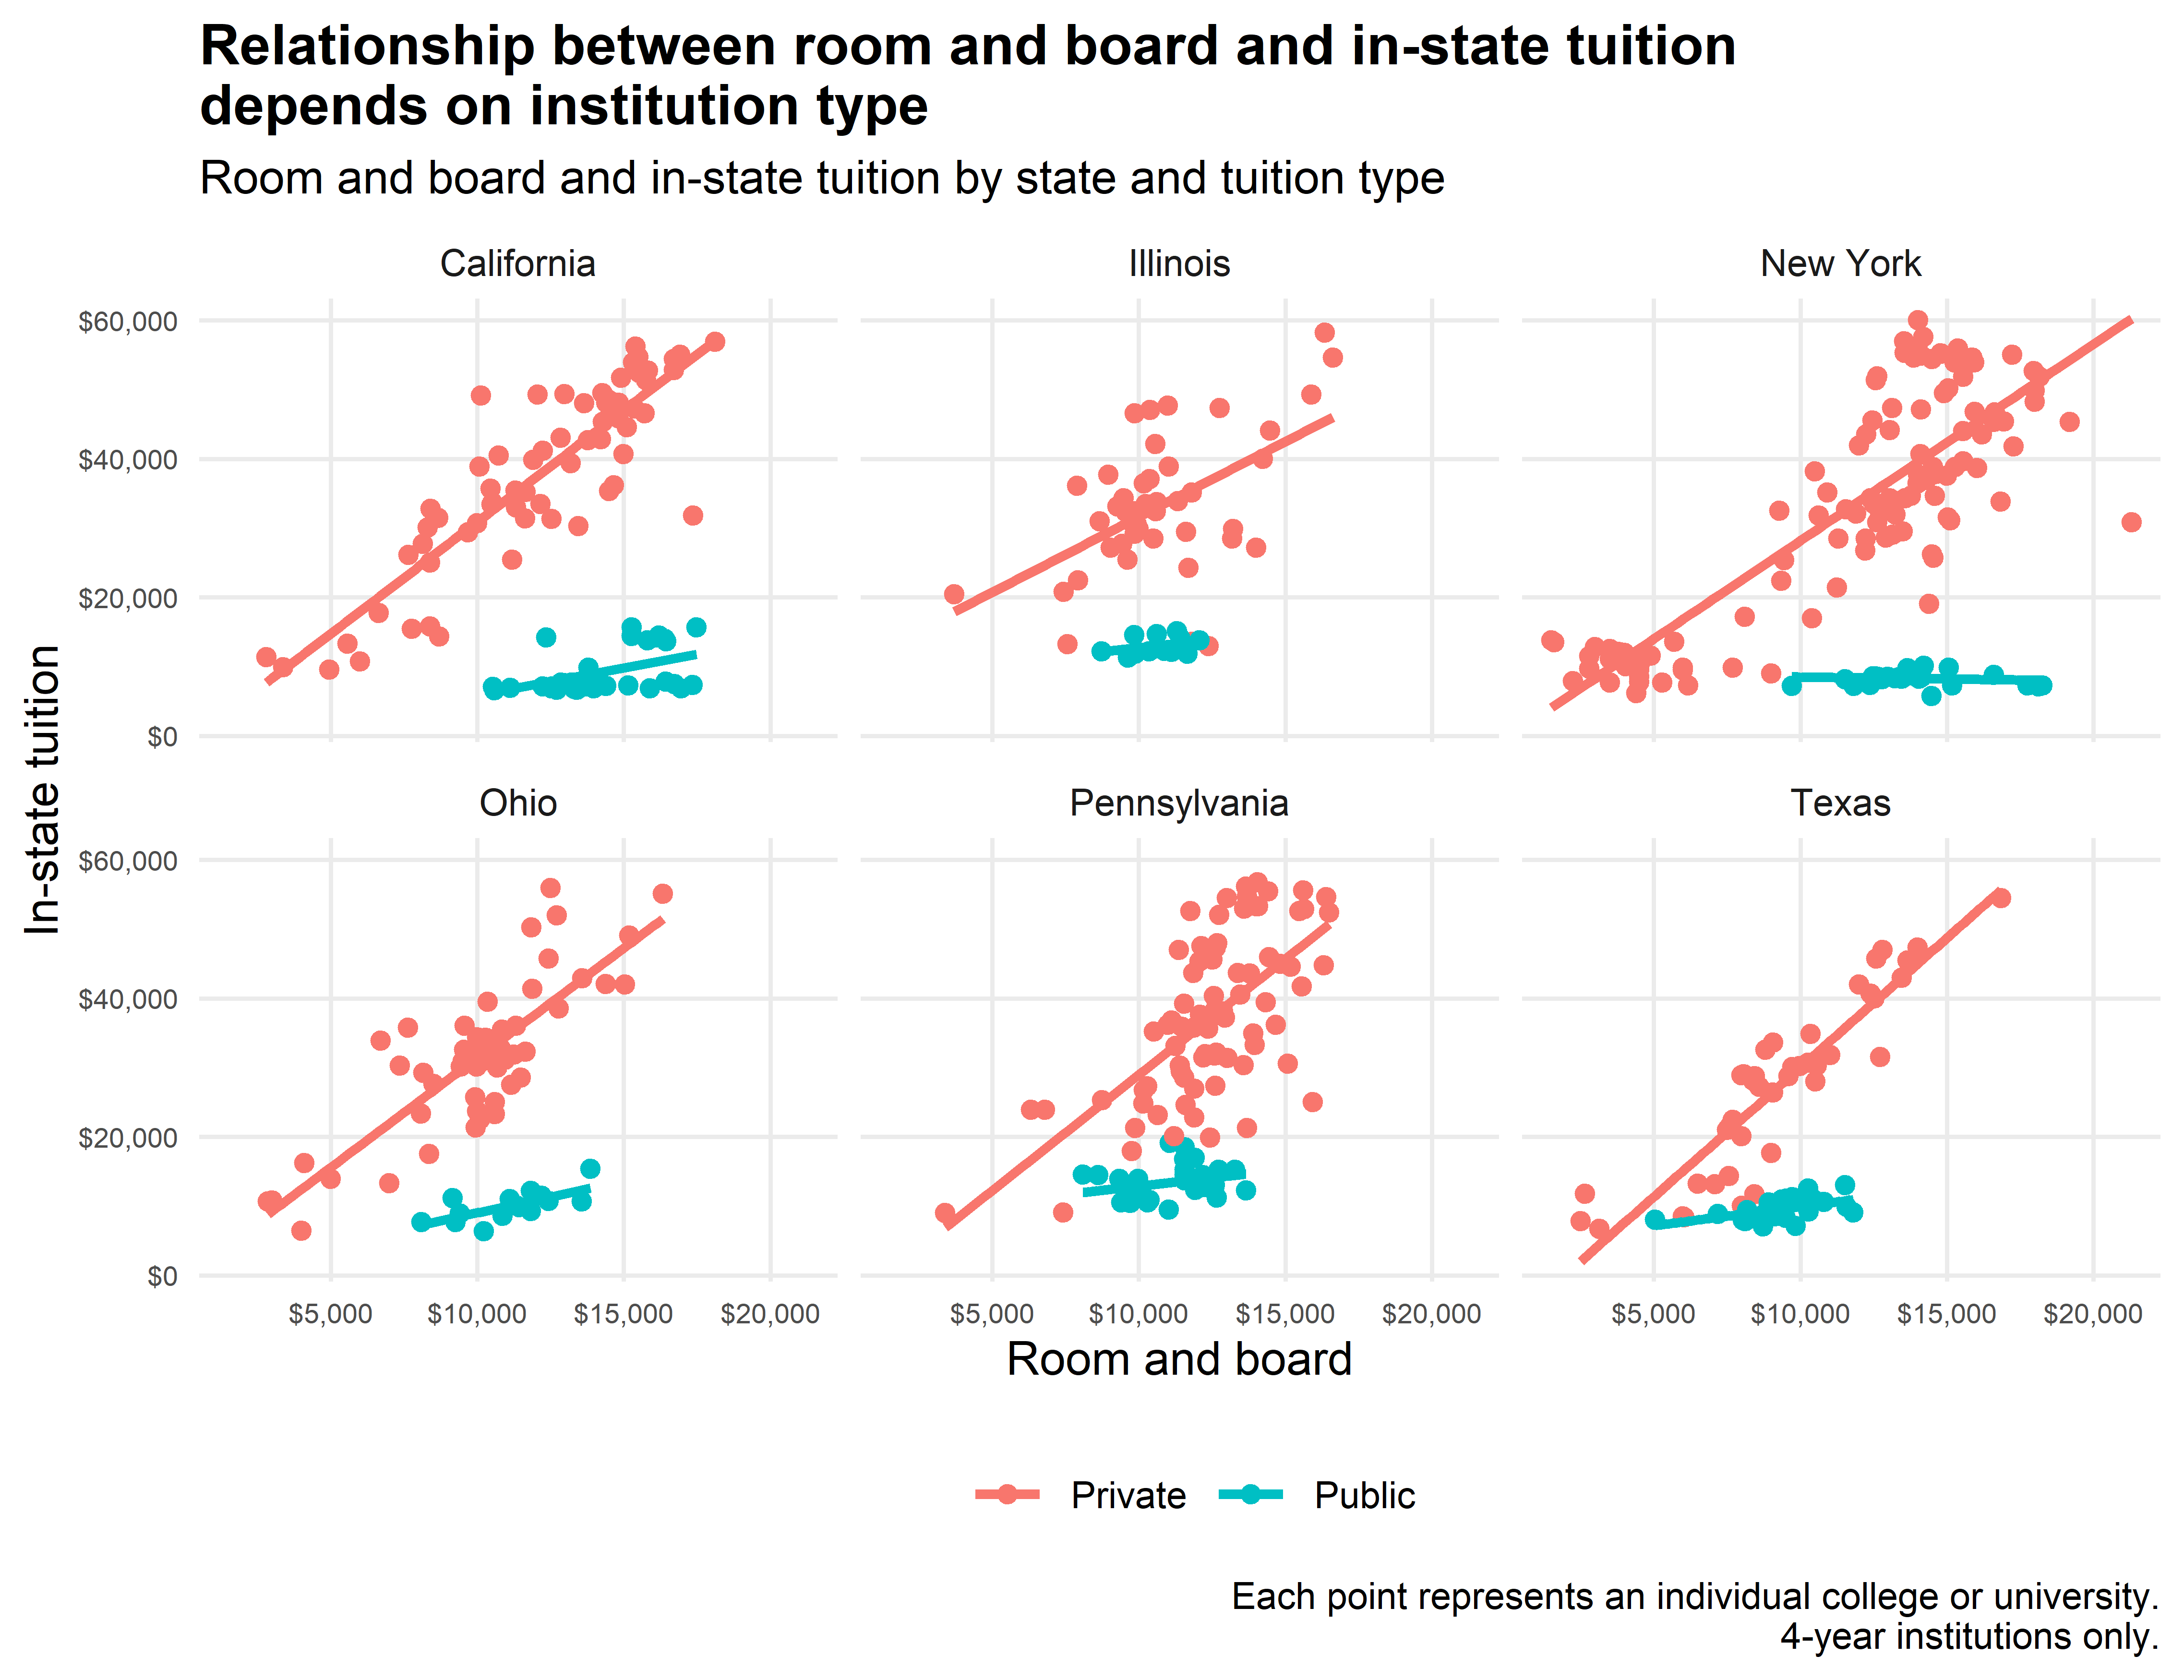 Relationship between room and board and in-state tuition
depends on institution type
Room and board and in-state tuition by state and tuition type
California
Illinois
New York
$60,000
$40,000
$20,000
$0
In-state tuition
Ohio
Pennsylvania
Texas
$60,000
$40,000
$20,000
$0
$5,000 $10,000 $15,000 $20,000
$5,000 $10,000 $15,000 $20,000
$5,000 $10,000 $15,000 $20,000
Room and board
Private
Public
Each point represents an individual college or university.
4-year institutions only.